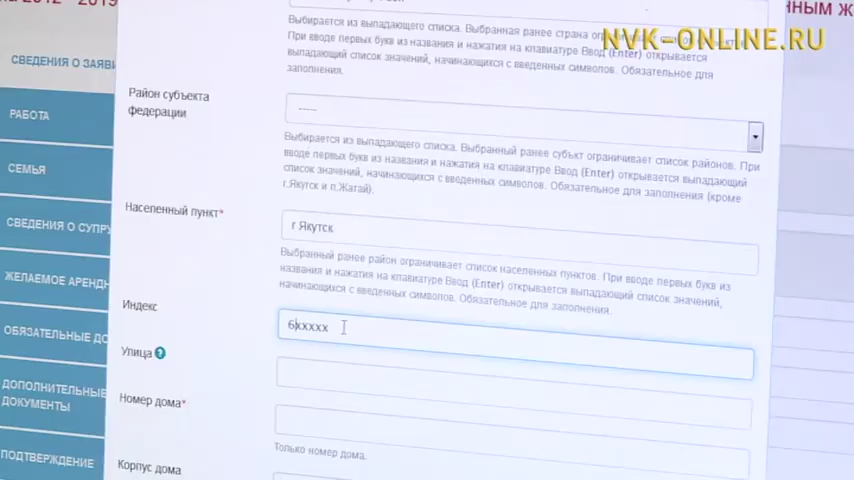 NVK-ONLINE.RU
Выбирается из выпадающего списка. Выбранная ранее страна
При вводе первых букв из названия и нажатия на клавиатуре Ввод (Enter) открывается
выпадающий список значений, начинающихся с введенных символов. Обязательное для
заполнения.
СВЕДЕНИЯ О ЗАЯВИ
РАБОТА
СЕМЬЯ
СВЕДЕНИЯ О СУПРУ
ЖЕЛАЕМОЕ АРЕНД
ОБЯЗАТЕЛЬНЫЕ ДО
ДОПОЛНИТЕЛЬНЫЕ
ДОКУМЕНТЫ
ПОДТВЕРЖДЕНИЕ
Район субъекта
федерации
-----
Выбирается из выпадающего списка. Выбранный ранее субъкт ограничивает список районов. При
вводе первых букв из названия и нажатия на клавиатуре Ввод (Enter) открывается выпадающий
список значений, начинающихся с введенных символов. Обязательное для заполнения (кроме
г.Якутск и п.Жатай).
Населенный пункт*
г Якутск
Выбранный ранее район ограничивает список населенных пунктов. При вводе первых букв из
названия и нажатия на клавиатуре Ввод (Enter) открывается выпадающий список значений,
начинающихся с введенных символов. Обязательное для заполнения.
Индекс
6xxxxx
Улица
Номер дома*
Только номер дома.
Корпус дома